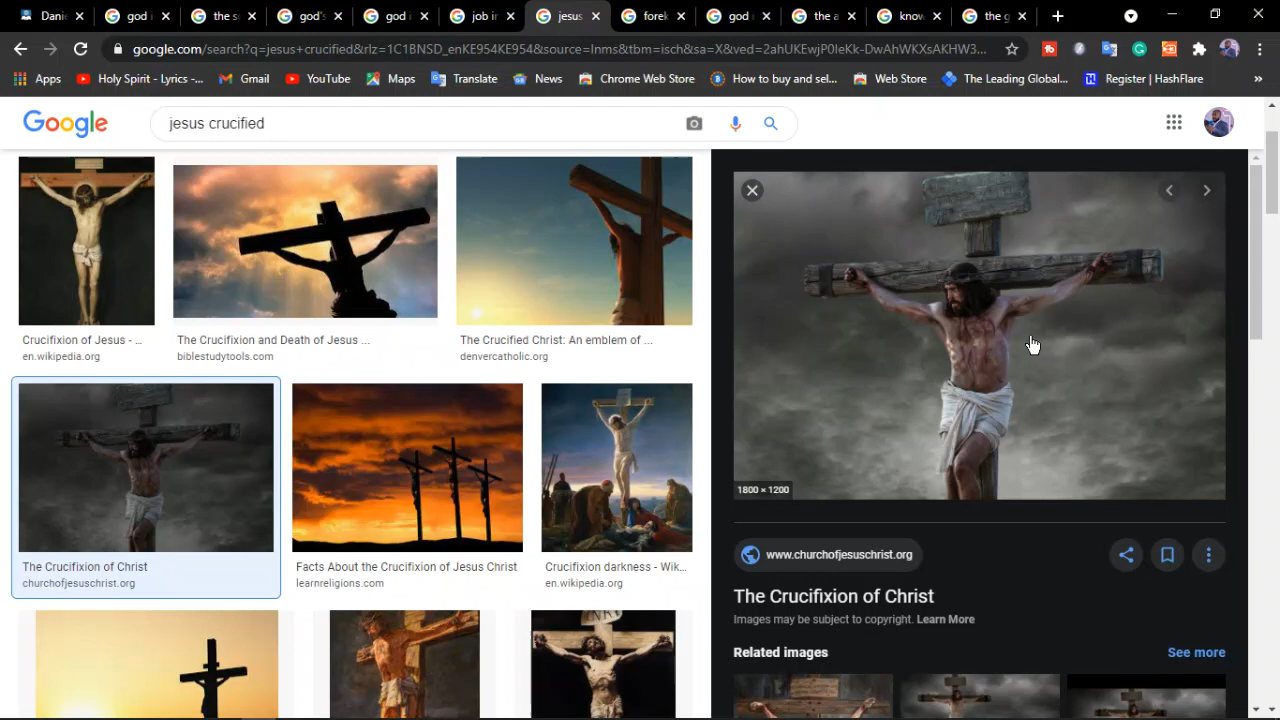 Danie
god i
the s
god's
god i
job in
jesus
forek
god
the a
know
the g
google.com/search?q=jesus+crucified&rlz=1C1BNSD_enKE954KE954&source=lnms&tbm=isch&sa=X&ved=2ahUKEwjP0IeKk-DwAhWKXsAKHW3...
Apps
Holy Spirit - Lyrics -...
Gmail
YouTube
Maps
Translate
News
Chrome Web Store
How to copy and sel...
Web Store
The Leading Global...
Register | HashFlare
»
Google
jesus crucified
Crucifixion of Jesus - ...
en.wikipedia.org
The Crucifixion and Death of Jesus ...
biblestudytools.com
The Crucified Christ: An emblem of ...
denvercatholic.org
The Crucifixion of Christ
churchofjesuschrist.org
Facts About the Crucifixion of Jesus Christ
learnreligions.com
Crucifixion darkness - Wik...
en.wikipedia.org
1800 × 1200
www.churchofjesuschrist.org
The Crucifixion of Christ
Images may be subject to copyright. Learn More
Related images
See more